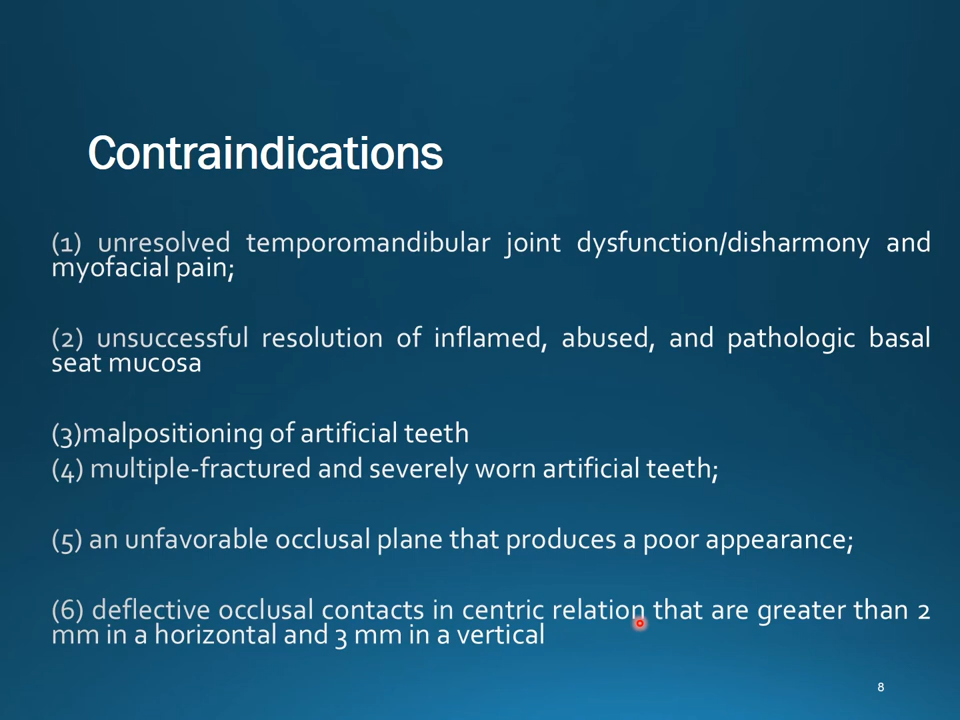 Contraindications
(1) unresolved temporomandibular joint dysfunction/disharmony and
myofacial pain;
(2) unsuccessful resolution of inflamed, abused, and pathologic basal
seat mucosa
(3)malpositioning of artificial teeth
(4) multiple-fractured and severely worn artificial teeth;
(5) an unfavorable occlusal plane that produces a poor appearance;
(6) deflective occlusal contacts in centric relation that are greater than 2
mm in a horizontal and 3 mm in a vertical
8